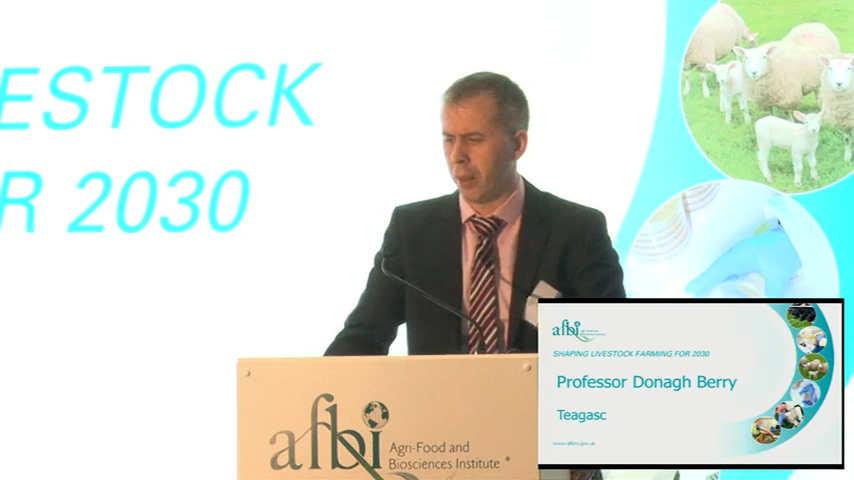 ESTOCK
R 2030
afbi
Agri-Food and
Biosciences Institute
afbi
SHAPING LIVESTOCK FARMING FOR 2030
Professor Donagh Berry
Teagasc
www.afbini.gov.uk